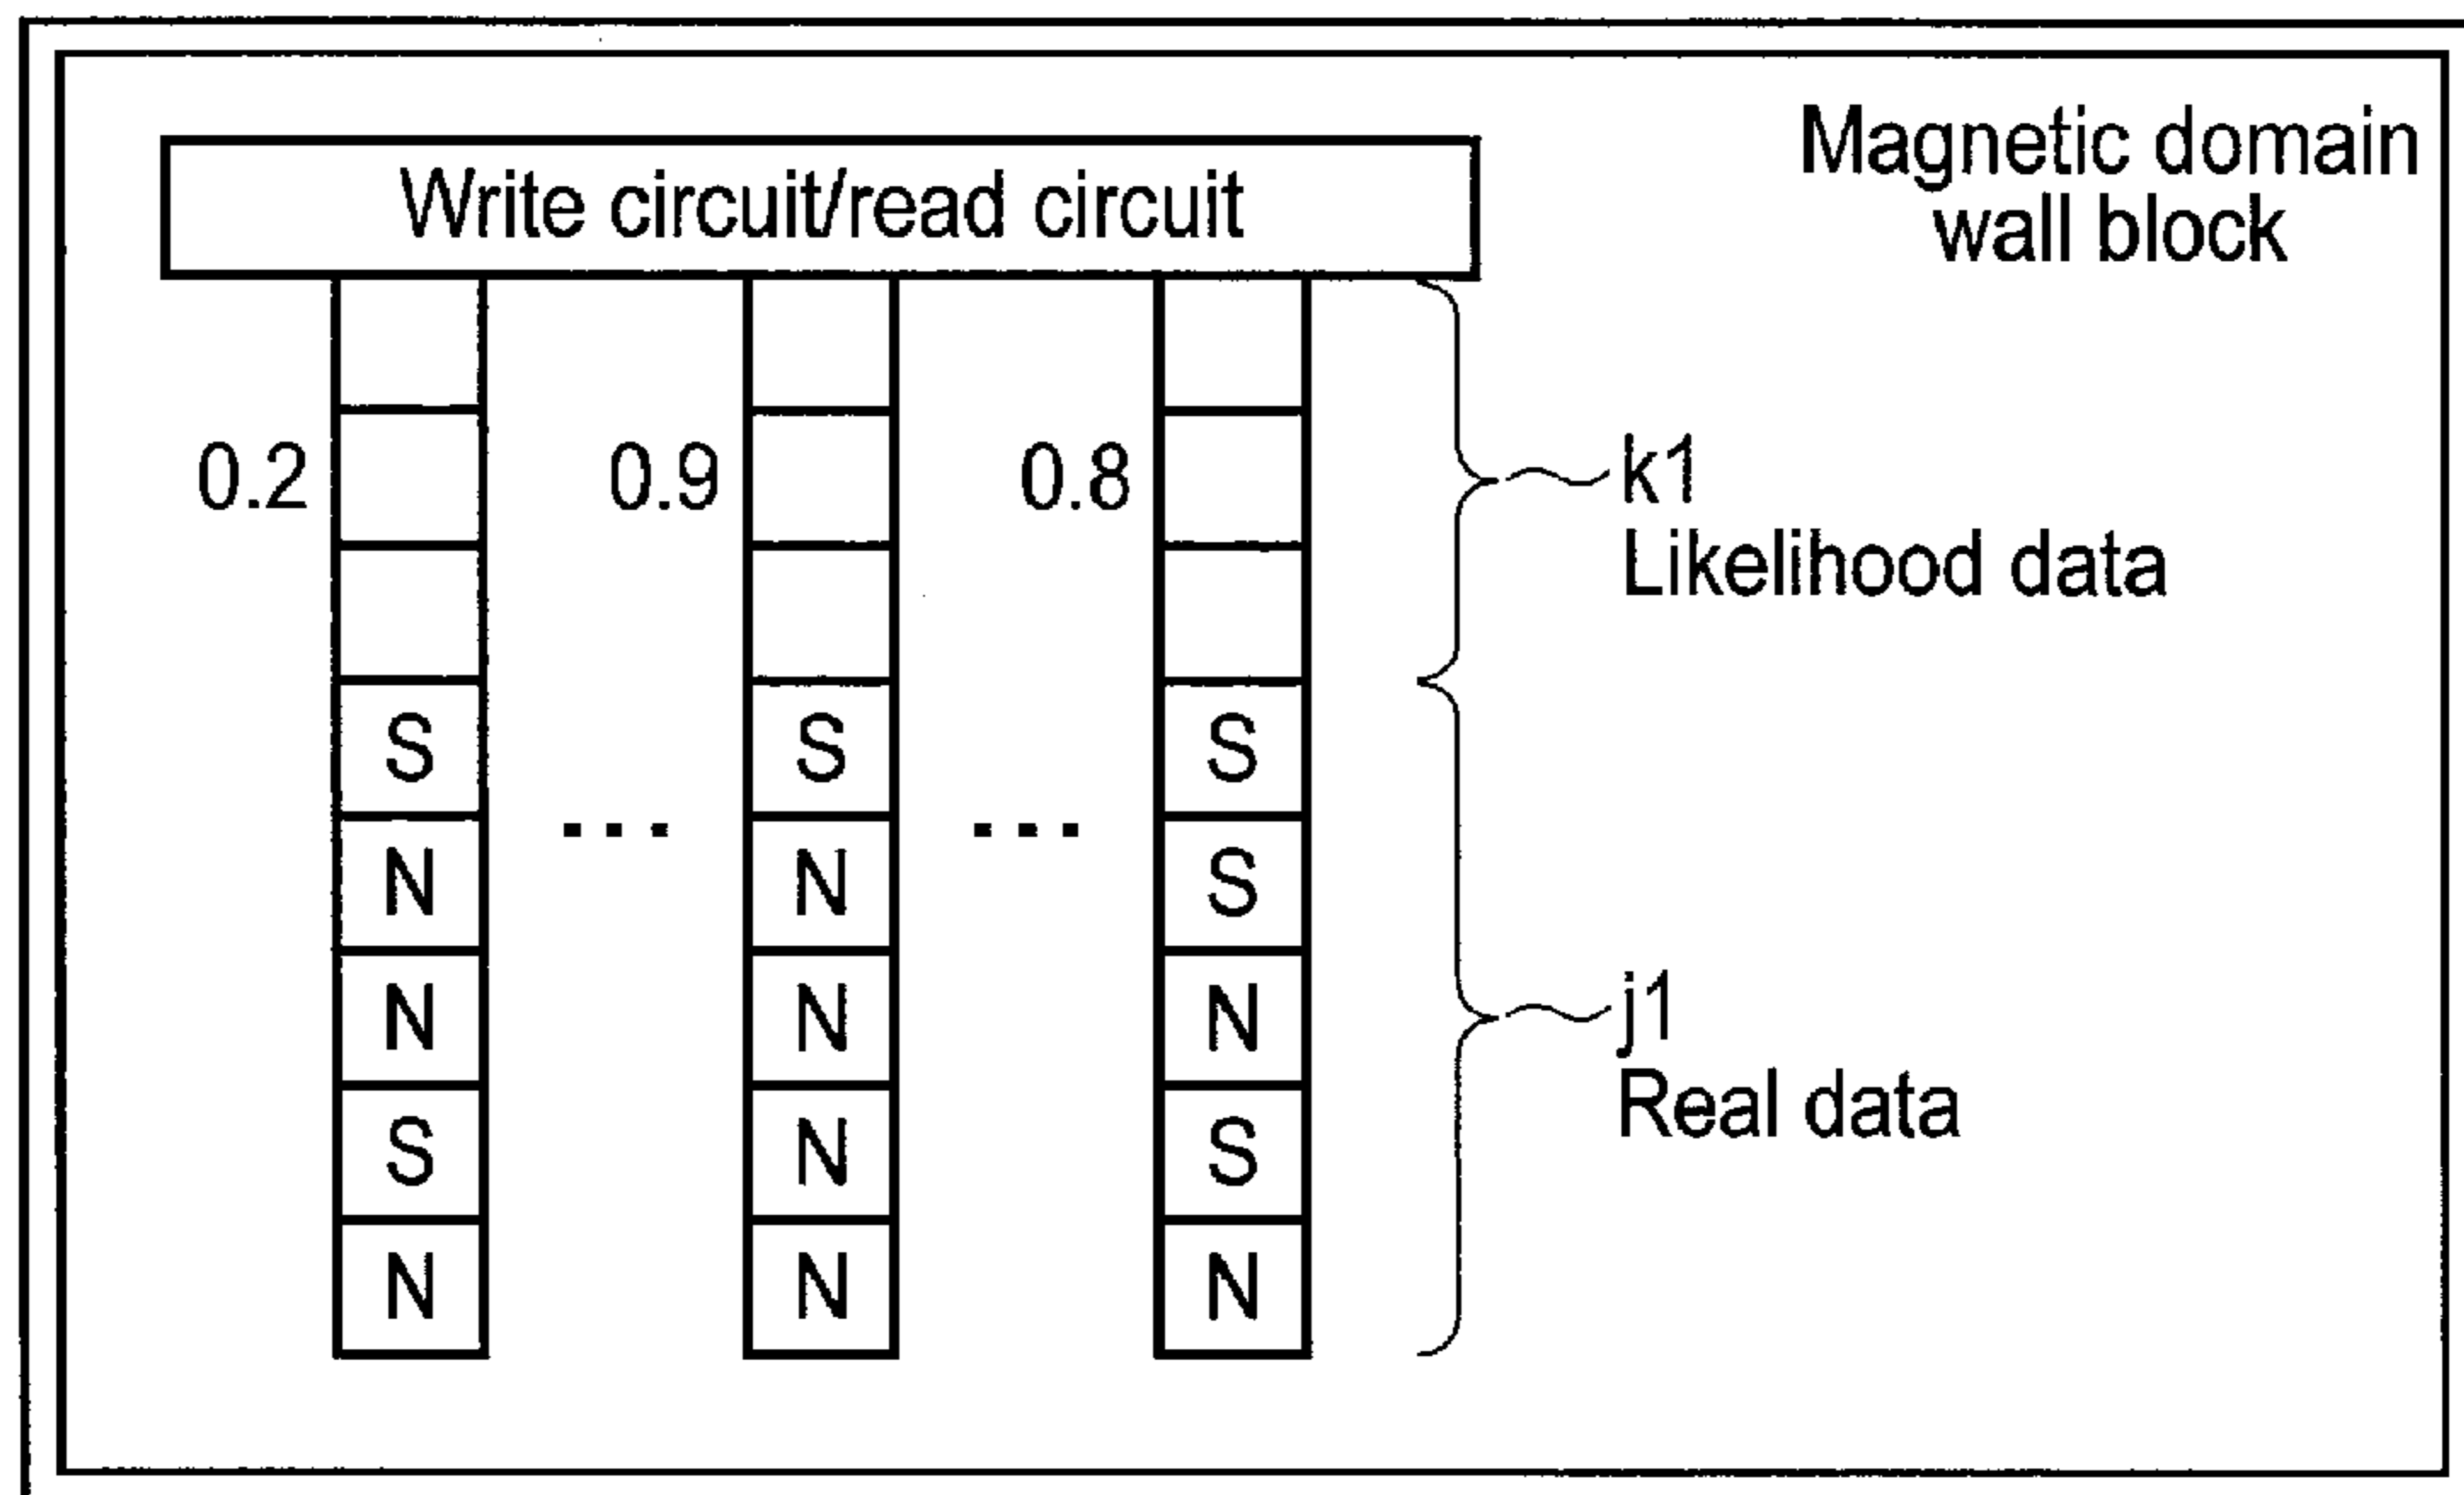 Magnetic domain
wall block
Write circuit/read circuit
0.2 0.9 0.8
k1
Likelihood data
S S S
... ...
N N S
N N N
j1
Real data
S N S
N N N